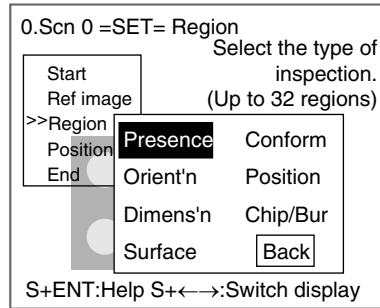 0.Scn 0 =SET= Region
Select the type of
inspection.
(Up to 32 regions)
Start
Ref image
>>Region
Position
End
Presence Conform
Orient'n Position
Dimens'n Chip/Bur
Surface Back
S+ENT:Help S+←→:Switch display